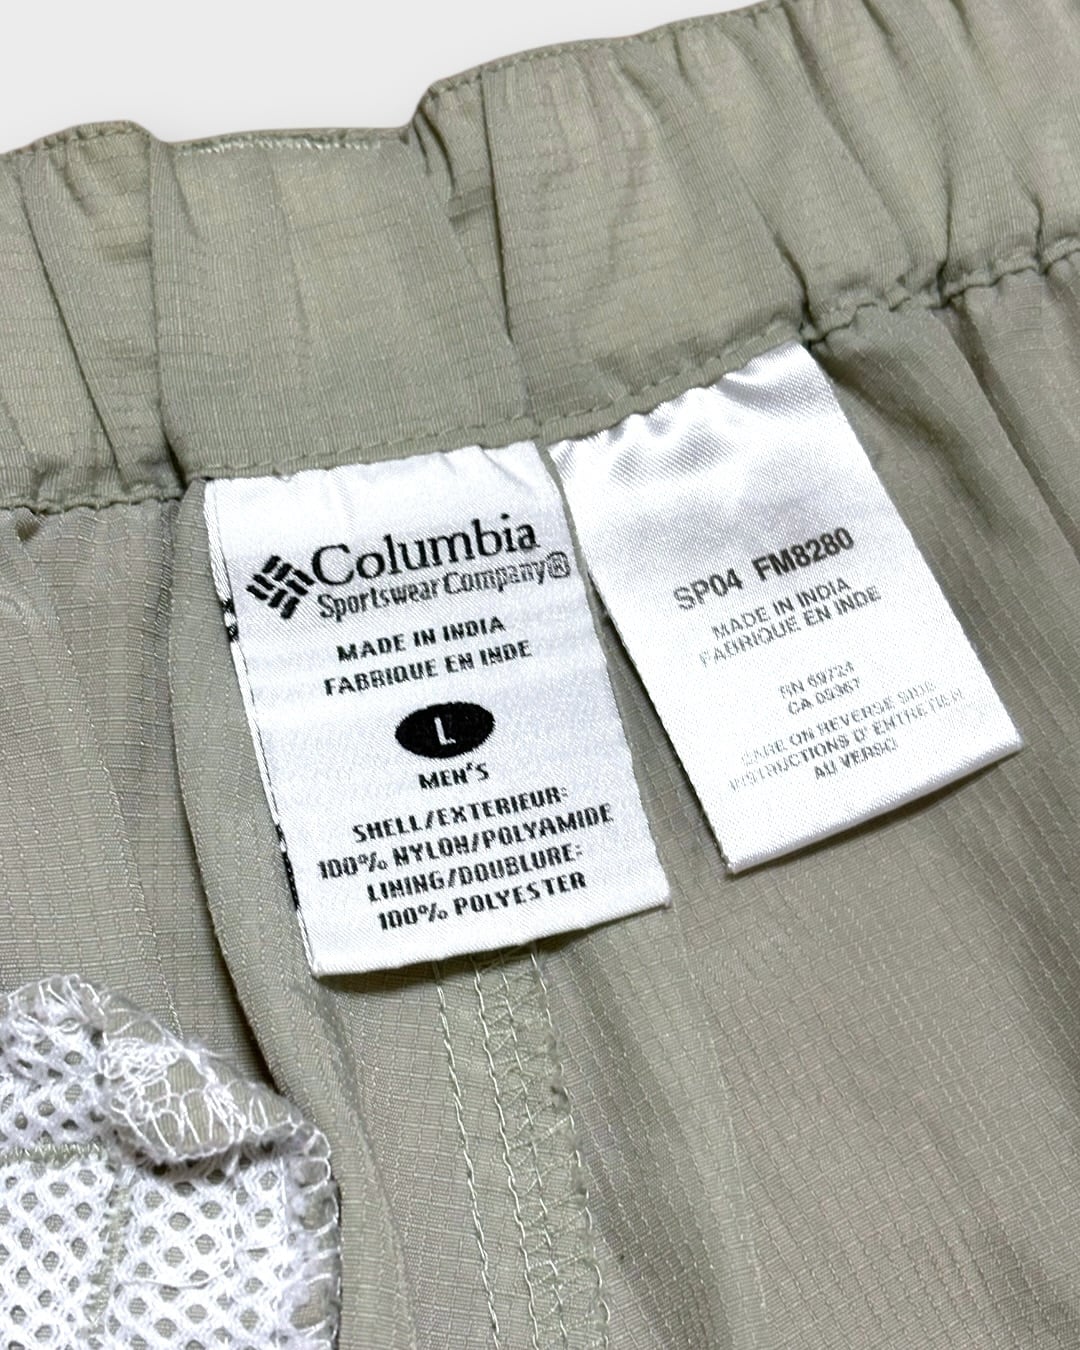 Columbia
Sportswear Company®
MADE IN INDIA
FABRIQUE EN INDE
L
MEN'S
SHELL/EXTERIEUR:
100% NYLON/POLYAMIDE
LINING/DOUBLURE:
100% POLYESTER
SP04 FM8280
MADE IN INDIA
FABRIQUE EN INDE
RN 69724
CA 05367
CARE ON REVERSE SIDE
INSTRUCTIONS D' ENTRETIEN
AU VERSO